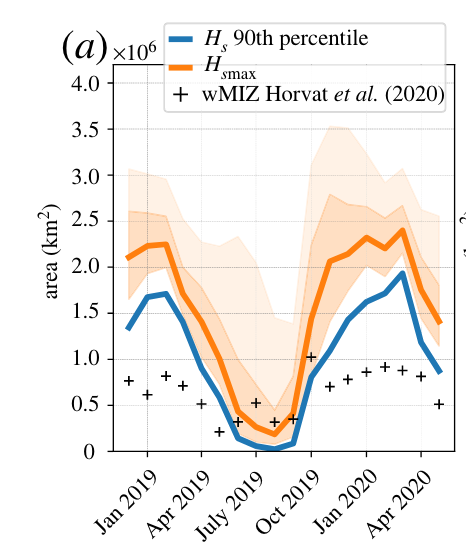 (a) ×10⁶
H_s 90th percentile
H_smax
wMIZ Horvat et al. (2020)
area (km²)
4.0
3.5
3.0
2.5
2.0
1.5
1.0
0.5
0
Jan 2019
Apr 2019
July 2019
Oct 2019
Jan 2020
Apr 2020